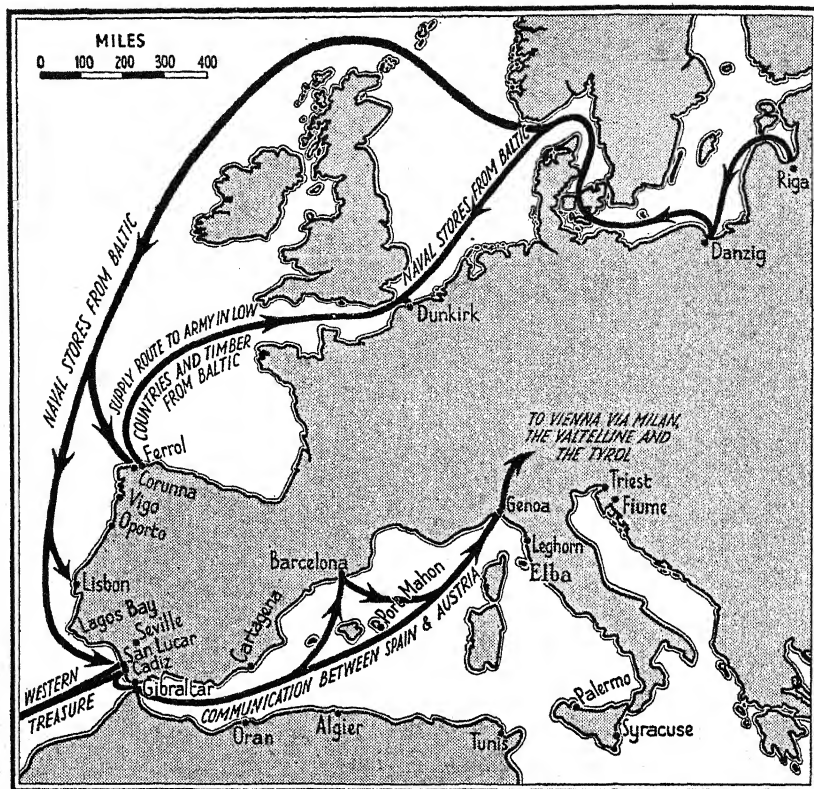 MILES
0 100 200 300 400
Riga
Danzig
NAVAL STORES FROM BALTIC
NAVAL STORES FROM BALTIC
Dunkirk
SUPPLY ROUTE TO ARMY IN LOW
COUNTRIES AND TIMBER
FROM BALTIC
Ferrol
Corunna
Vigo
Oporto
TO VIENNA VIA MILAN,
THE VALTELLINE AND
THE TYROL
Triest
Fiume
Genoa
Leghorn
Elba
Barcelona
Port Mahon
Lisbon
Lagos Bay
Seville
San Lucar
Cadiz
Cartagena
Gibraltar
WESTERN
TREASURE
COMMUNICATION BETWEEN SPAIN & AUSTRIA
Palermo
Syracuse
Oran
Algier
Tunis